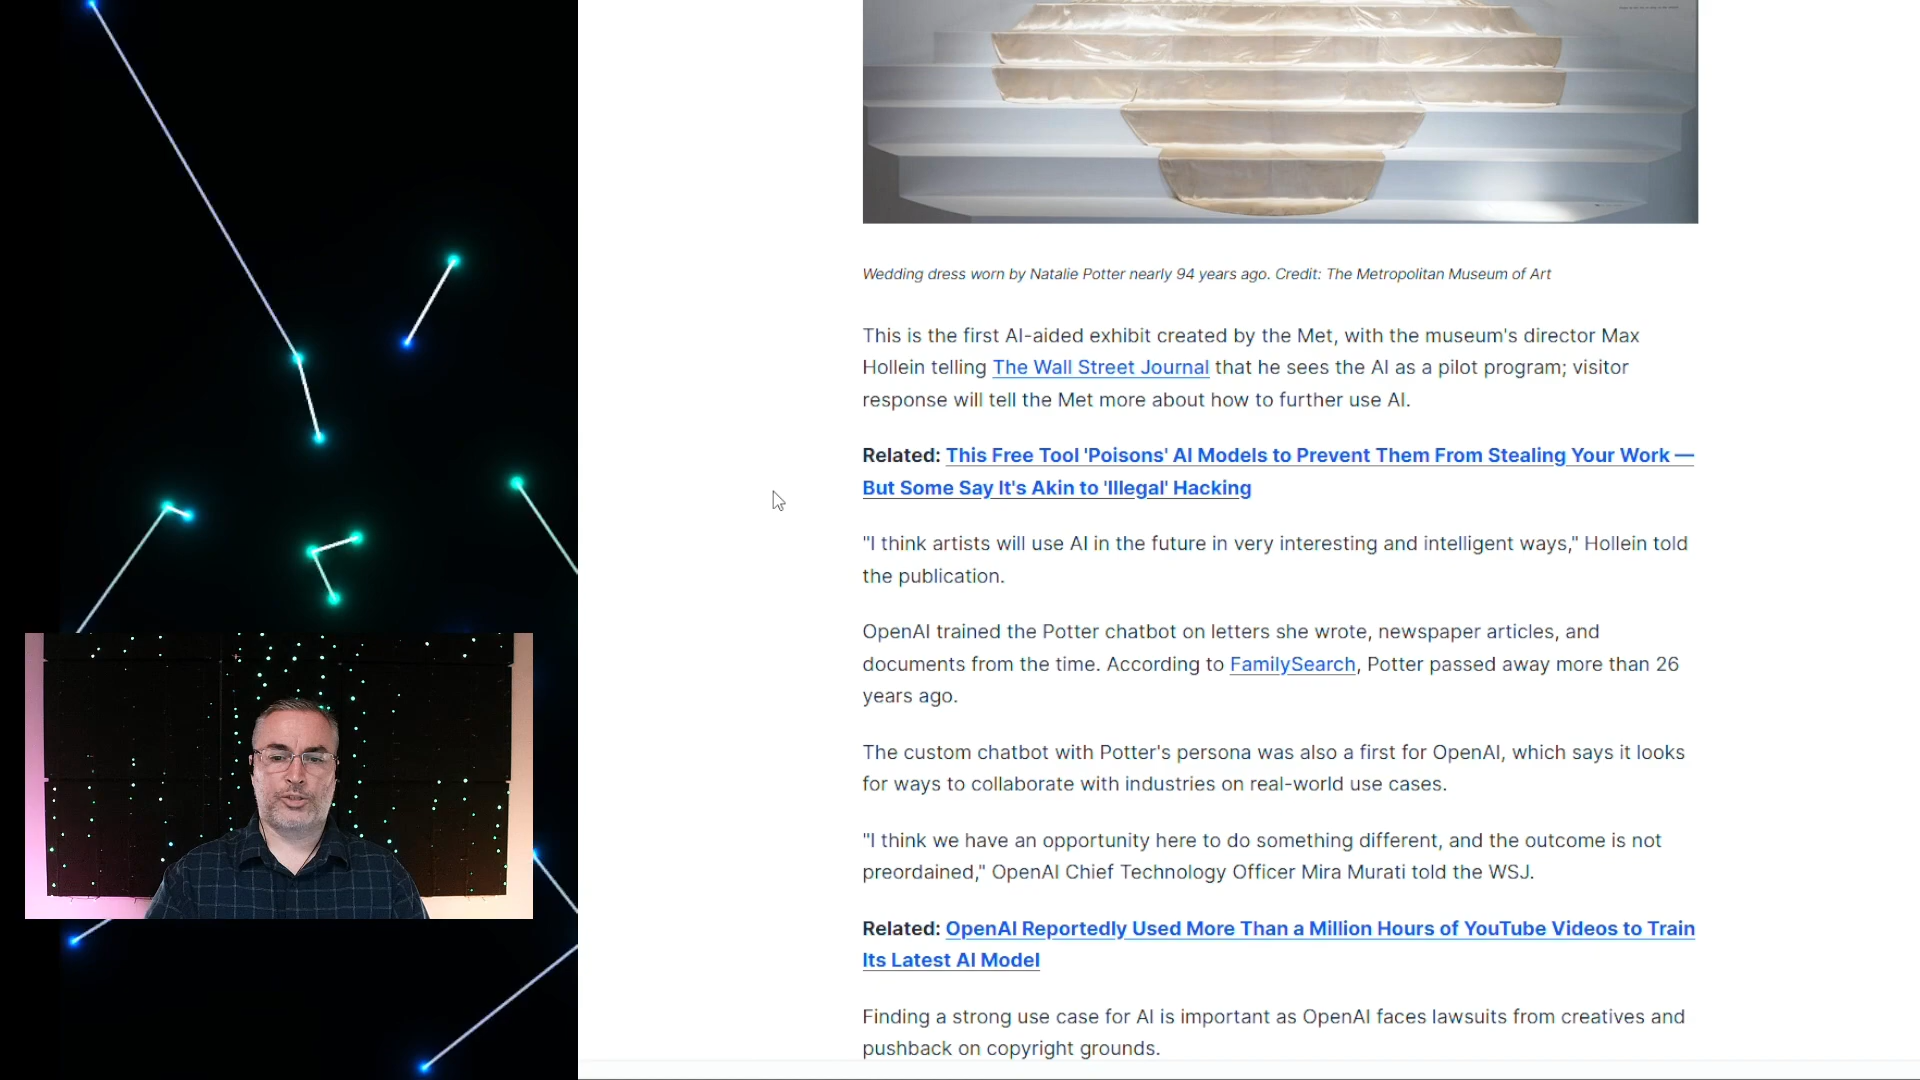 Wedding dress worn by Natalie Potter nearly 94 years ago. Credit: The Metropolitan Museum of Art
This is the first AI-aided exhibit created by the Met, with the museum's director Max
Hollein telling The Wall Street Journal that he sees the AI as a pilot program; visitor
response will tell the Met more about how to further use AI.
Related: This Free Tool 'Poisons' AI Models to Prevent Them From Stealing Your Work —
But Some Say It's Akin to 'Illegal' Hacking
"I think artists will use AI in the future in very interesting and intelligent ways," Hollein told
the publication.
OpenAI trained the Potter chatbot on letters she wrote, newspaper articles, and
documents from the time. According to FamilySearch, Potter passed away more than 26
years ago.
The custom chatbot with Potter's persona was also a first for OpenAI, which says it looks
for ways to collaborate with industries on real-world use cases.
"I think we have an opportunity here to do something different, and the outcome is not
preordained," OpenAI Chief Technology Officer Mira Murati told the WSJ.
Related: OpenAI Reportedly Used More Than a Million Hours of YouTube Videos to Train
Its Latest AI Model
Finding a strong use case for AI is important as OpenAI faces lawsuits from creatives and
pushback on copyright grounds.